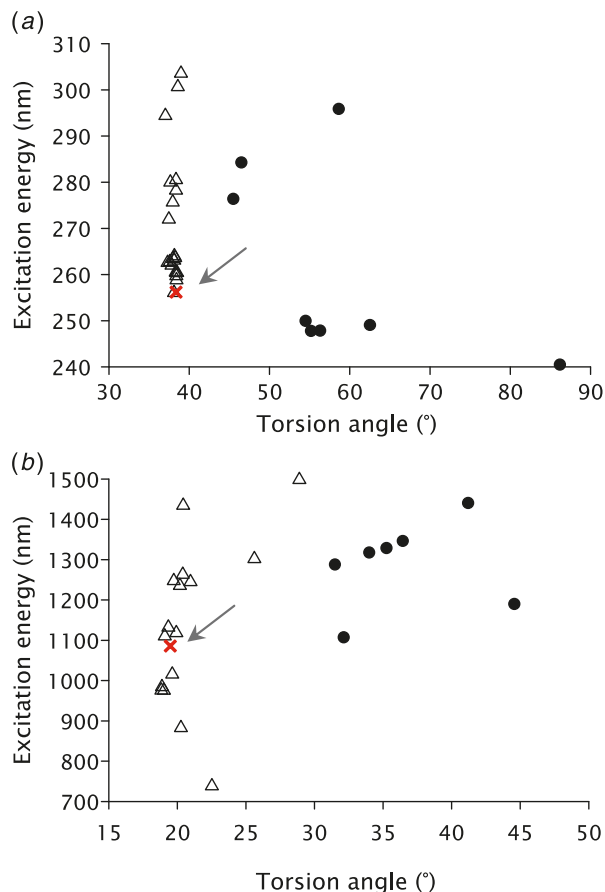 (a)
310
300
290
280
270
260
250
240
Excitation energy (nm)
30 40 50 60 70 80 90
Torsion angle (°)
(b)
1500
1400
1300
1200
1100
1000
900
800
700
Excitation energy (nm)
15 20 25 30 35 40 45 50
Torsion angle (°)